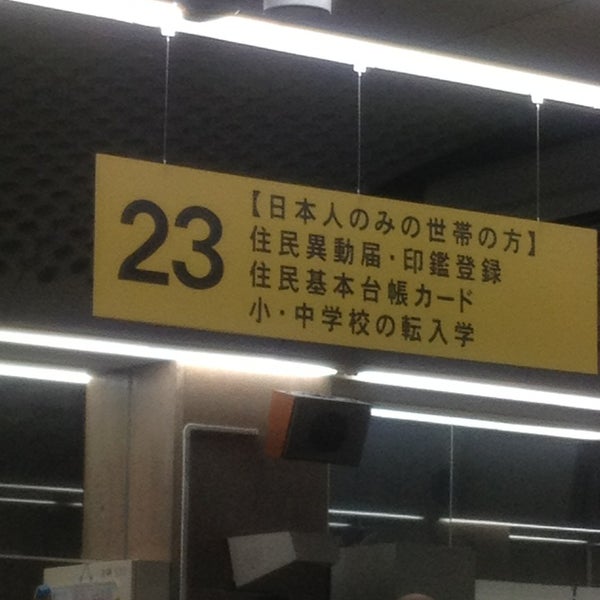 23
【日本人のみの世帯の方】
住民異動届・印鑑登録
住民基本台帳カード
小・中学校の転入学